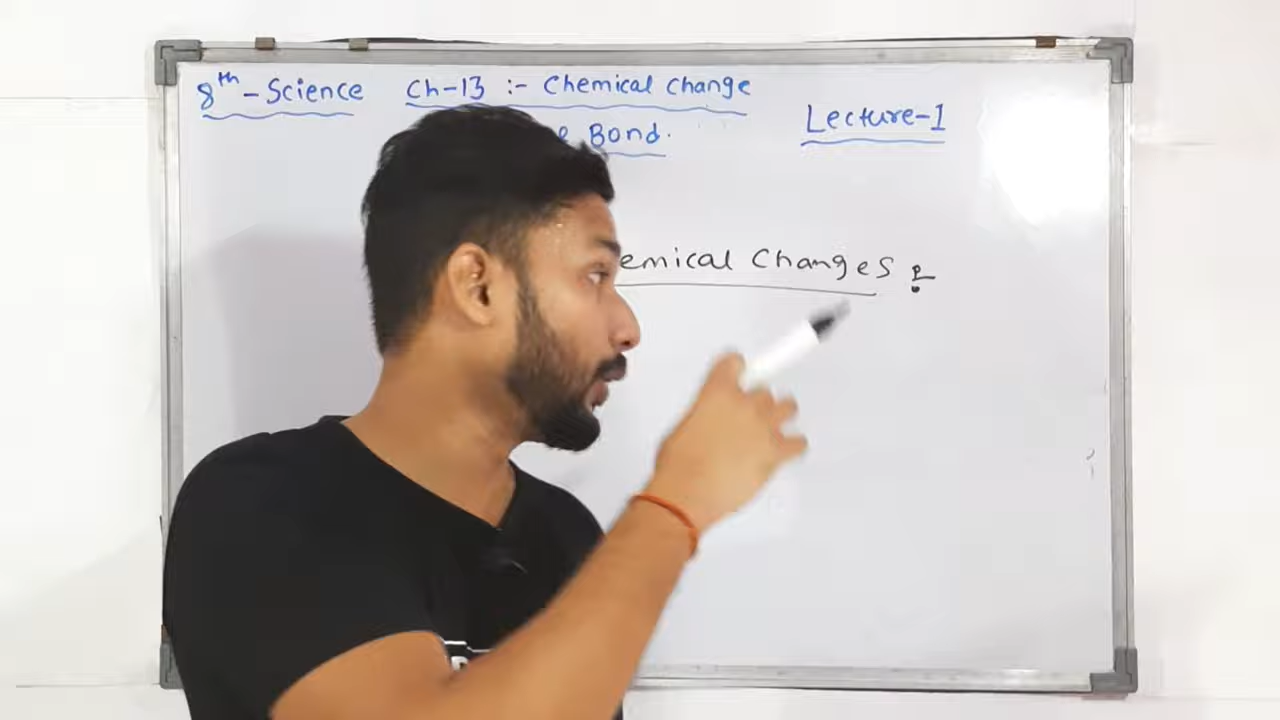 8th - Science Ch-13 :- Chemical Change
Bond.
Lecture-1
emical Changes :-